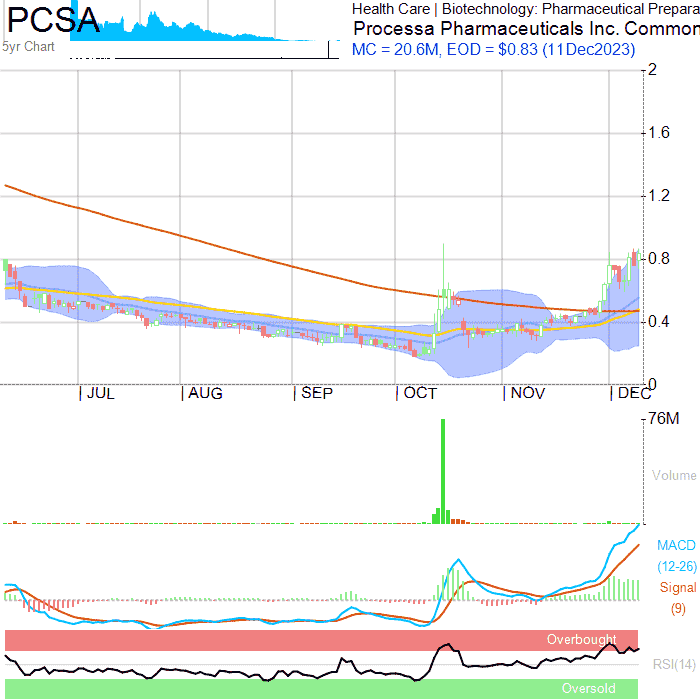 PCSA
5yr Chart
Health Care | Biotechnology: Pharmaceutical Prepara
Processa Pharmaceuticals Inc. Common
MC = 20.6M, EOD = $0.83 (11Dec2023)
2
1.6
1.2
0.8
0.4
0
| JUL | AUG | SEP | OCT | NOV | DEC
76M
Volume
MACD
(12-26)
Signal
(9)
Overbought
RSI(14)
Oversold